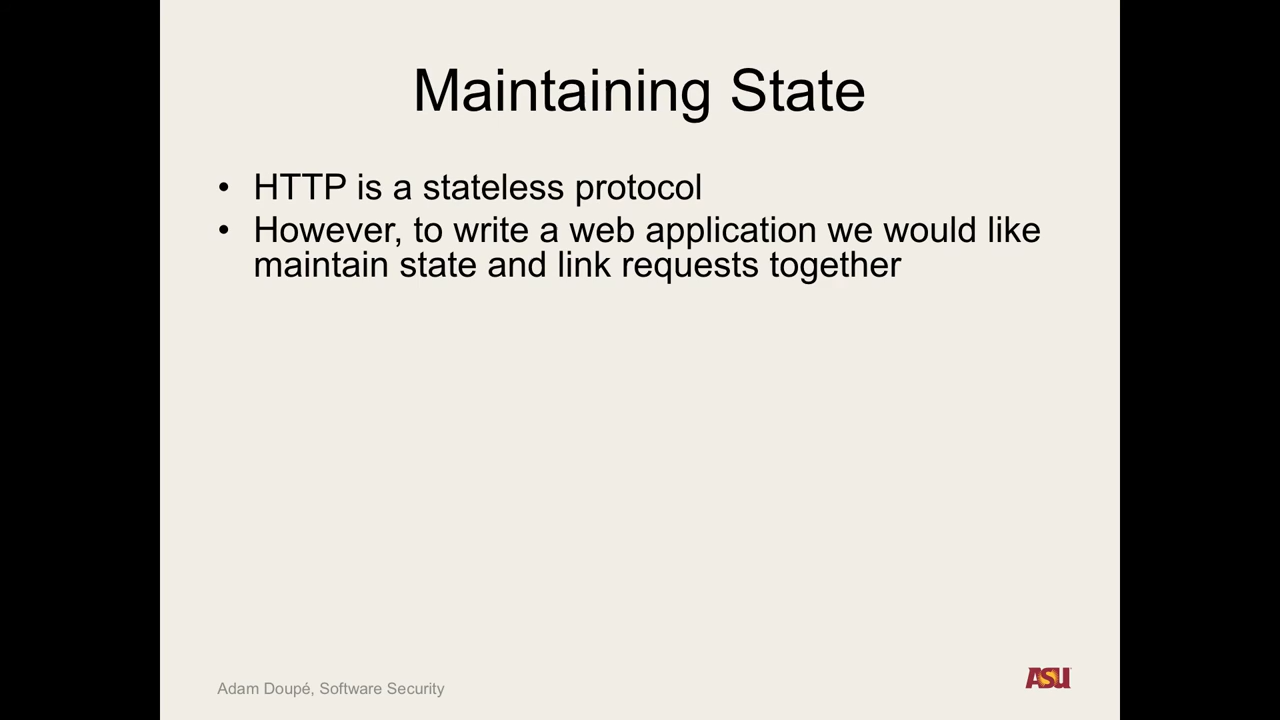 Maintaining State
• HTTP is a stateless protocol
• However, to write a web application we would like
maintain state and link requests together
Adam Doupé, Software Security
ASU